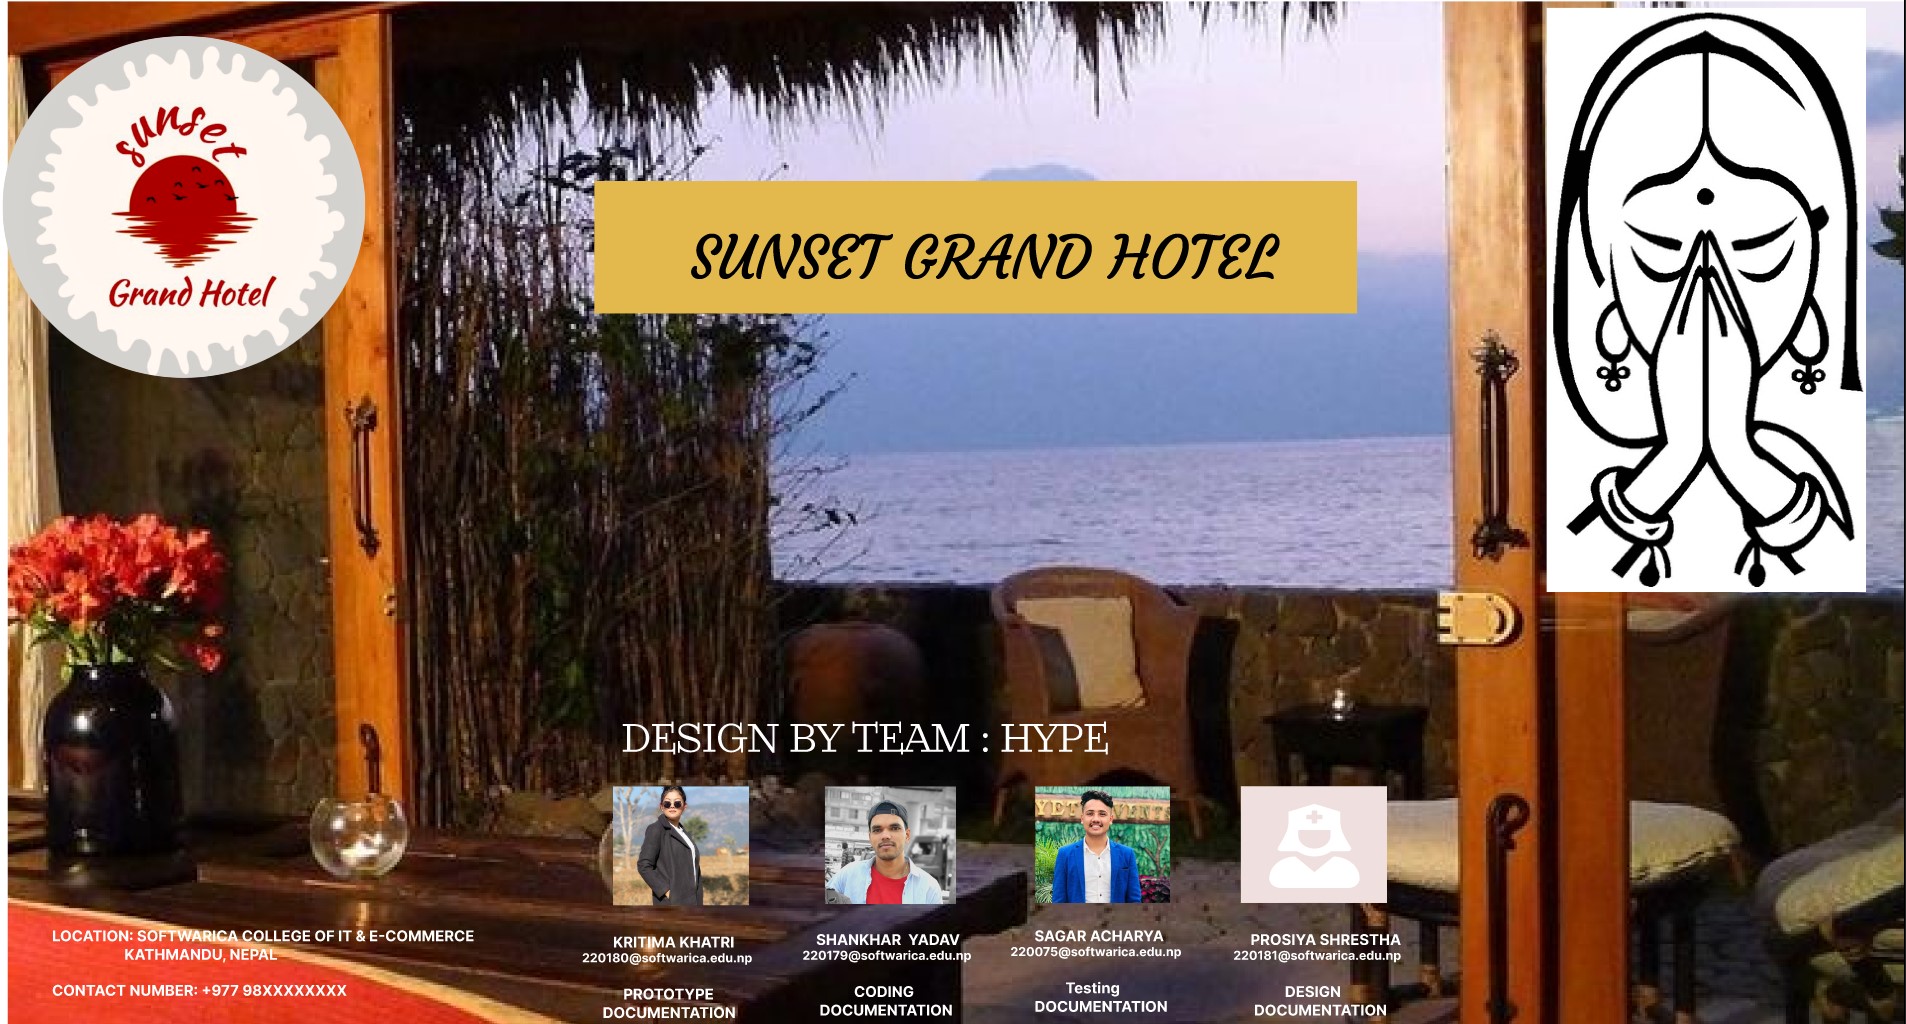 sunset
Grand Hotel
SUNSET GRAND HOTEL
DESIGN BY TEAM : HYPE
LOCATION: SOFTWARICA COLLEGE OF IT & E-COMMERCE
KATHMANDU, NEPAL
CONTACT NUMBER: +977 98XXXXXXXX
KRITIMA KHATRI
220180@softwarica.edu.np
PROTOTYPE
DOCUMENTATION
SHANKHAR YADAV
220179@softwarica.edu.np
CODING
DOCUMENTATION
SAGAR ACHARYA
220075@softwarica.edu.np
Testing
DOCUMENTATION
PROSIYA SHRESTHA
220181@softwarica.edu.np
DESIGN
DOCUMENTATION